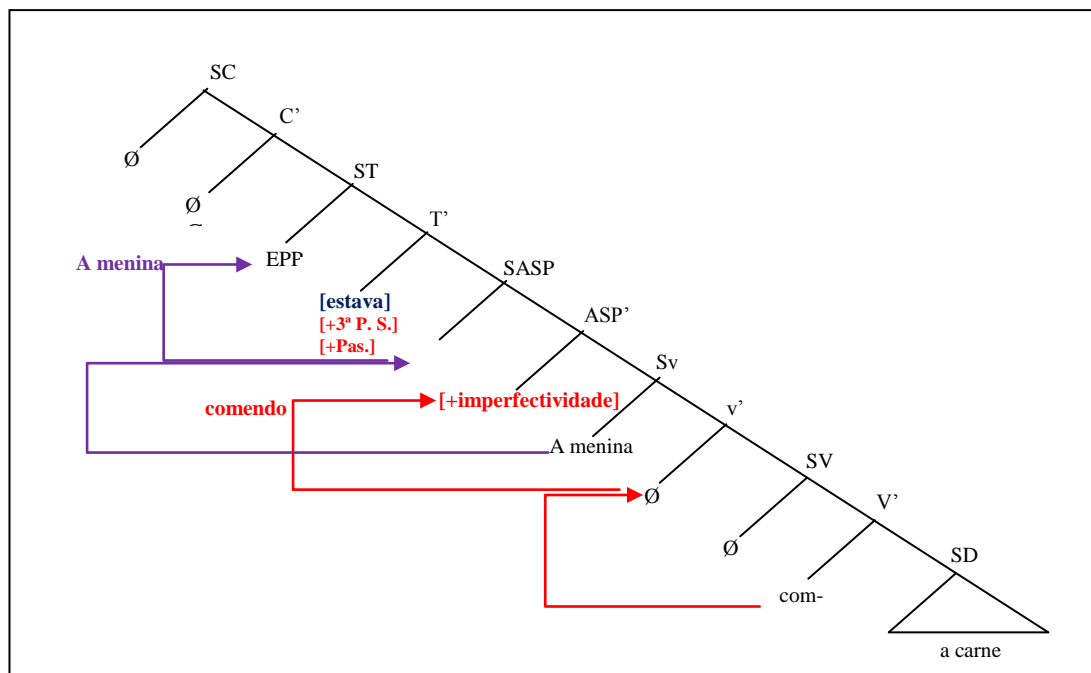 SC
C’
Ø
ST
Ø
T’
A menina
EPP
SASP
[estava]
[+3ª P. S.]
[+Pas.]
ASP’
Sv
comendo
[+imperfectividade]
v’
A menina
SV
Ø
V’
Ø
SD
com-
a carne